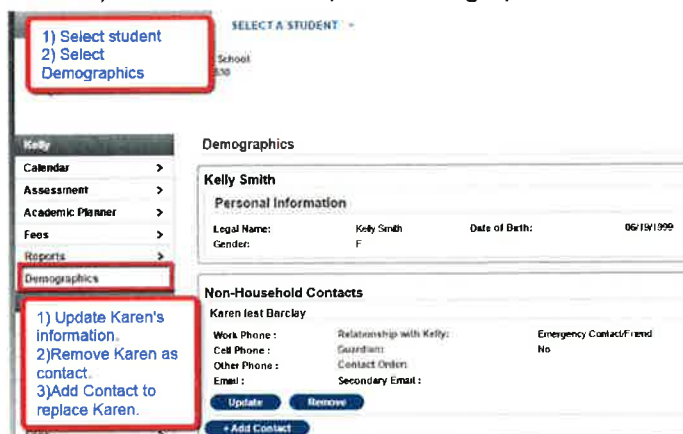 1) Select student
2) Select
Demographics
SELECT A STUDENT
School
Kelly
Calendar >
Assessment >
Academic Planner >
Fees >
Reports >
Demographics
Demographics
Kelly Smith
Personal Information
Legal Name: Kelly Smith Date of Birth: 06/19/1999
Gender: F
Non-Household Contacts
Karen test Barclay
Work Phone : Relationship with Kelly: Emergency Contact/Friend
Cell Phone : Guardian: No
Other Phone : Contact Order:
Email : Secondary Email :
Update Remove
+ Add Contact
1) Update Karen's
information.
2)Remove Karen as
contact.
3)Add Contact to
replace Karen.